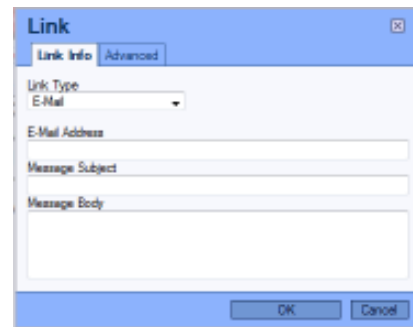 Link
Link Info Advanced
Link Type
E-Mail
E-Mail Address
Message Subject
Message Body
OK Cancel